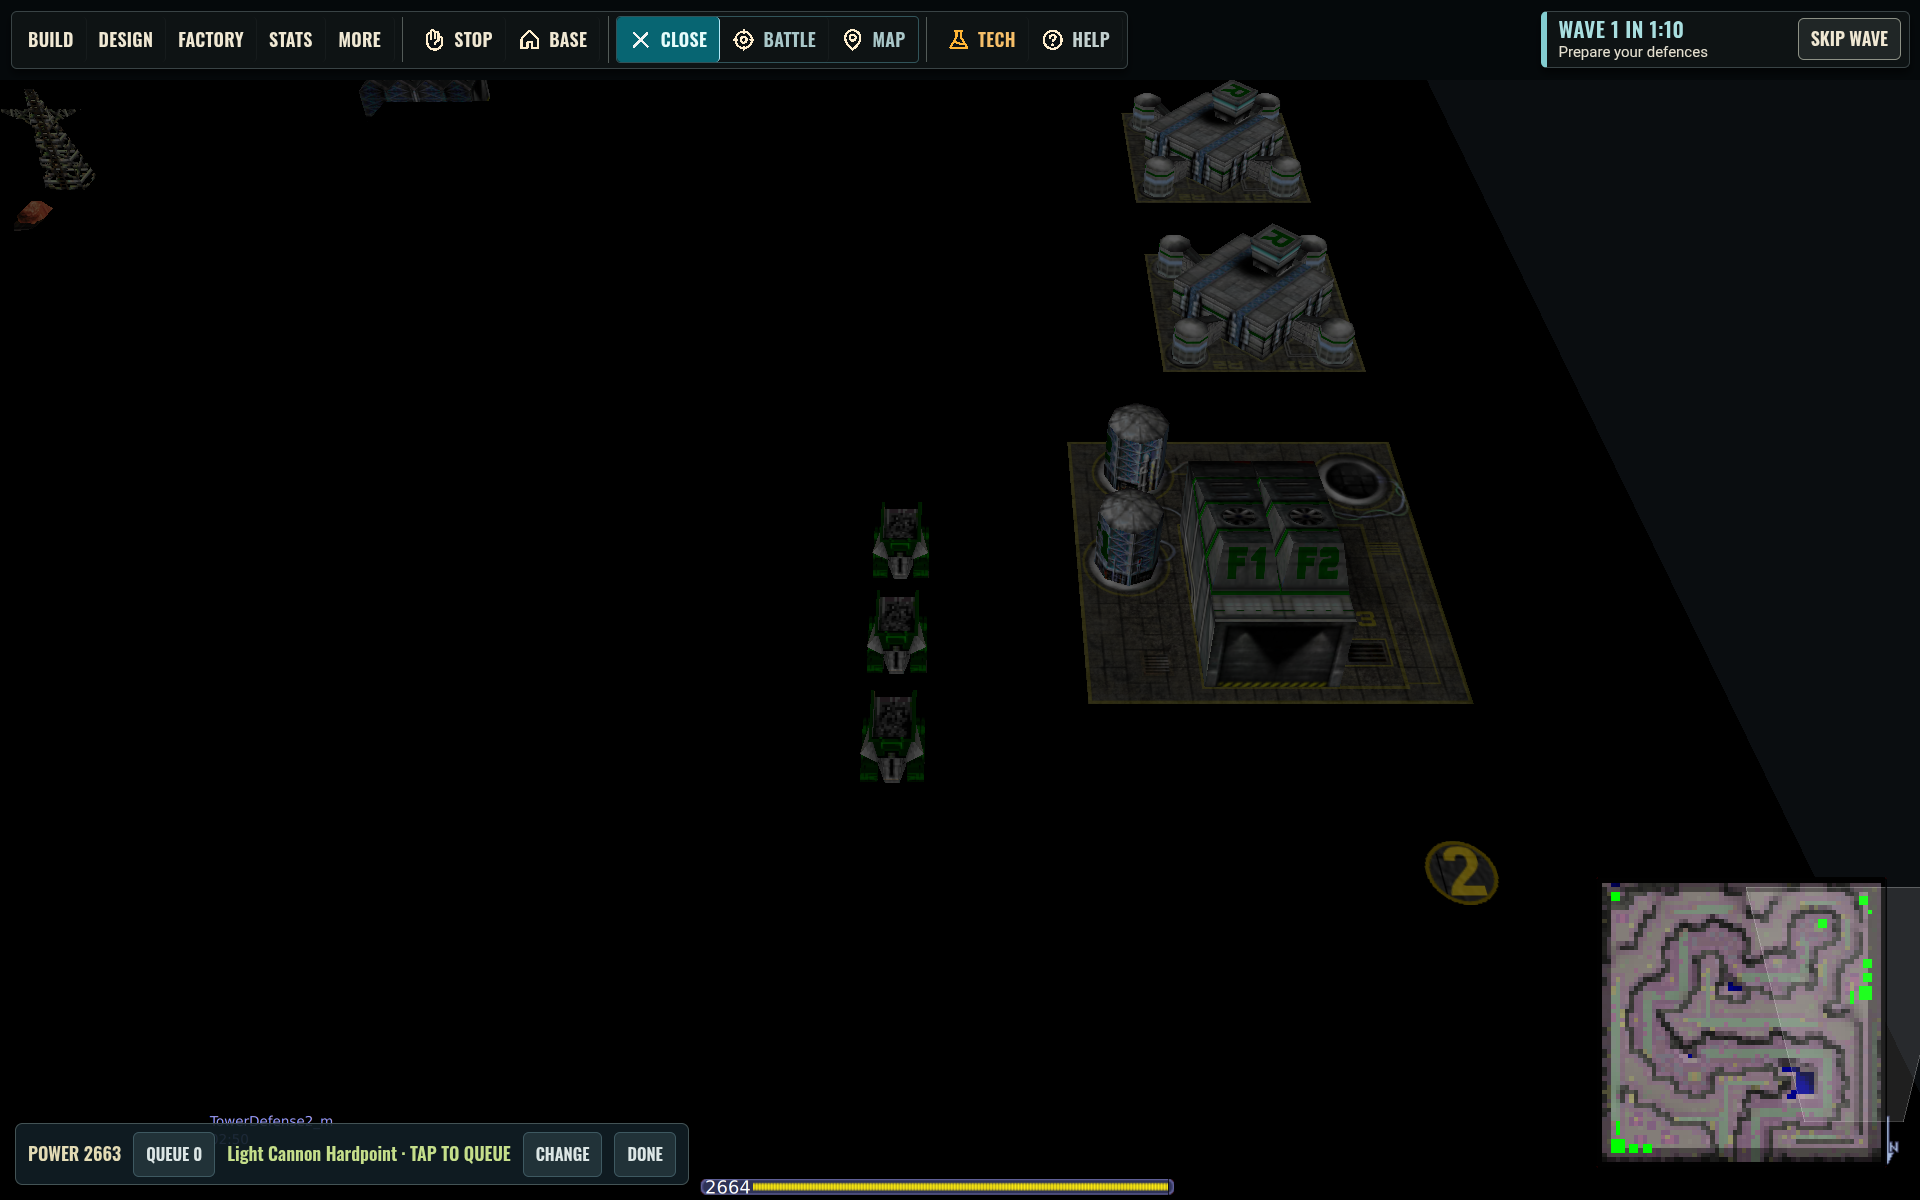 BUILD DESIGN FACTORY STATS MORE STOP BASE CLOSE BATTLE MAP TECH HELP
WAVE 1 IN 1:10
Prepare your defences
SKIP WAVE
R
R
F1 F2
3
2
TowerDefense2_m
POWER 2663 QUEUE 0 Light Cannon Hardpoint · TAP TO QUEUE CHANGE DONE
2664
N